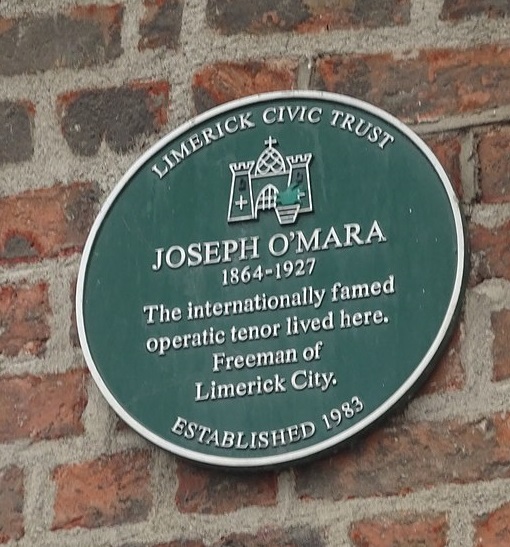 LIMERICK CIVIC TRUST
JOSEPH O'MARA
1864-1927
The internationally famed
operatic tenor lived here.
Freeman of
Limerick City.
ESTABLISHED 1983